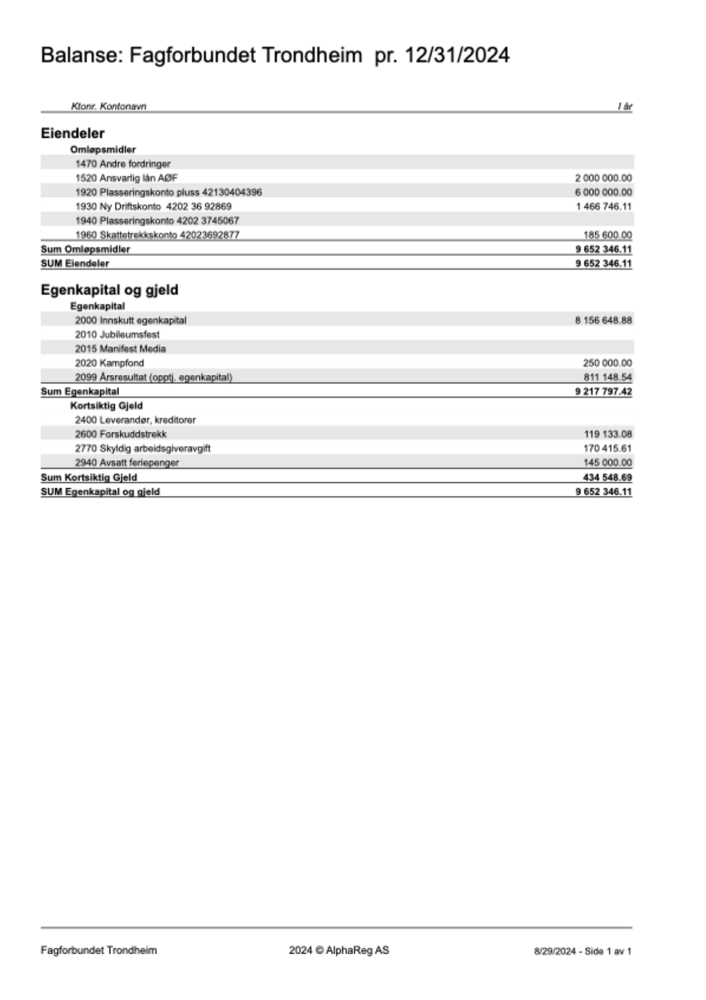 Balanse: Fagforbundet Trondheim pr. 12/31/2024
Ktonr. Kontonavn I år
Eiendeler
Omløpsmidler
1470 Andre fordringer
1520 Ansvarlig lån AØF 2 000 000.00
1920 Plasseringskonto pluss 42130404396 6 000 000.00
1930 Ny Driftskonto 4202 36 92869 1 466 746.11
1940 Plasseringskonto 4202 3745067
1960 Skattetrekkskonto 42023692877 185 600.00
Sum Omløpsmidler 9 652 346.11
SUM Eiendeler 9 652 346.11
Egenkapital og gjeld
Egenkapital
2000 Innskutt egenkapital 8 156 648.88
2010 Jubileumsfest
2015 Manifest Media
2020 Kampfond 250 000.00
2099 Årsresultat (opptj. egenkapital) 811 148.54
Sum Egenkapital 9 217 797.42
Kortsiktig Gjeld
2400 Leverandør, kreditorer
2600 Forskuddstrekk 119 133.08
2770 Skyldig arbeidsgiveravgift 170 415.61
2940 Avsatt feriepenger 145 000.00
Sum Kortsiktig Gjeld 434 548.69
SUM Egenkapital og gjeld 9 652 346.11
Fagforbundet Trondheim 2024 © AlphaReg AS 8/29/2024 - Side 1 av 1